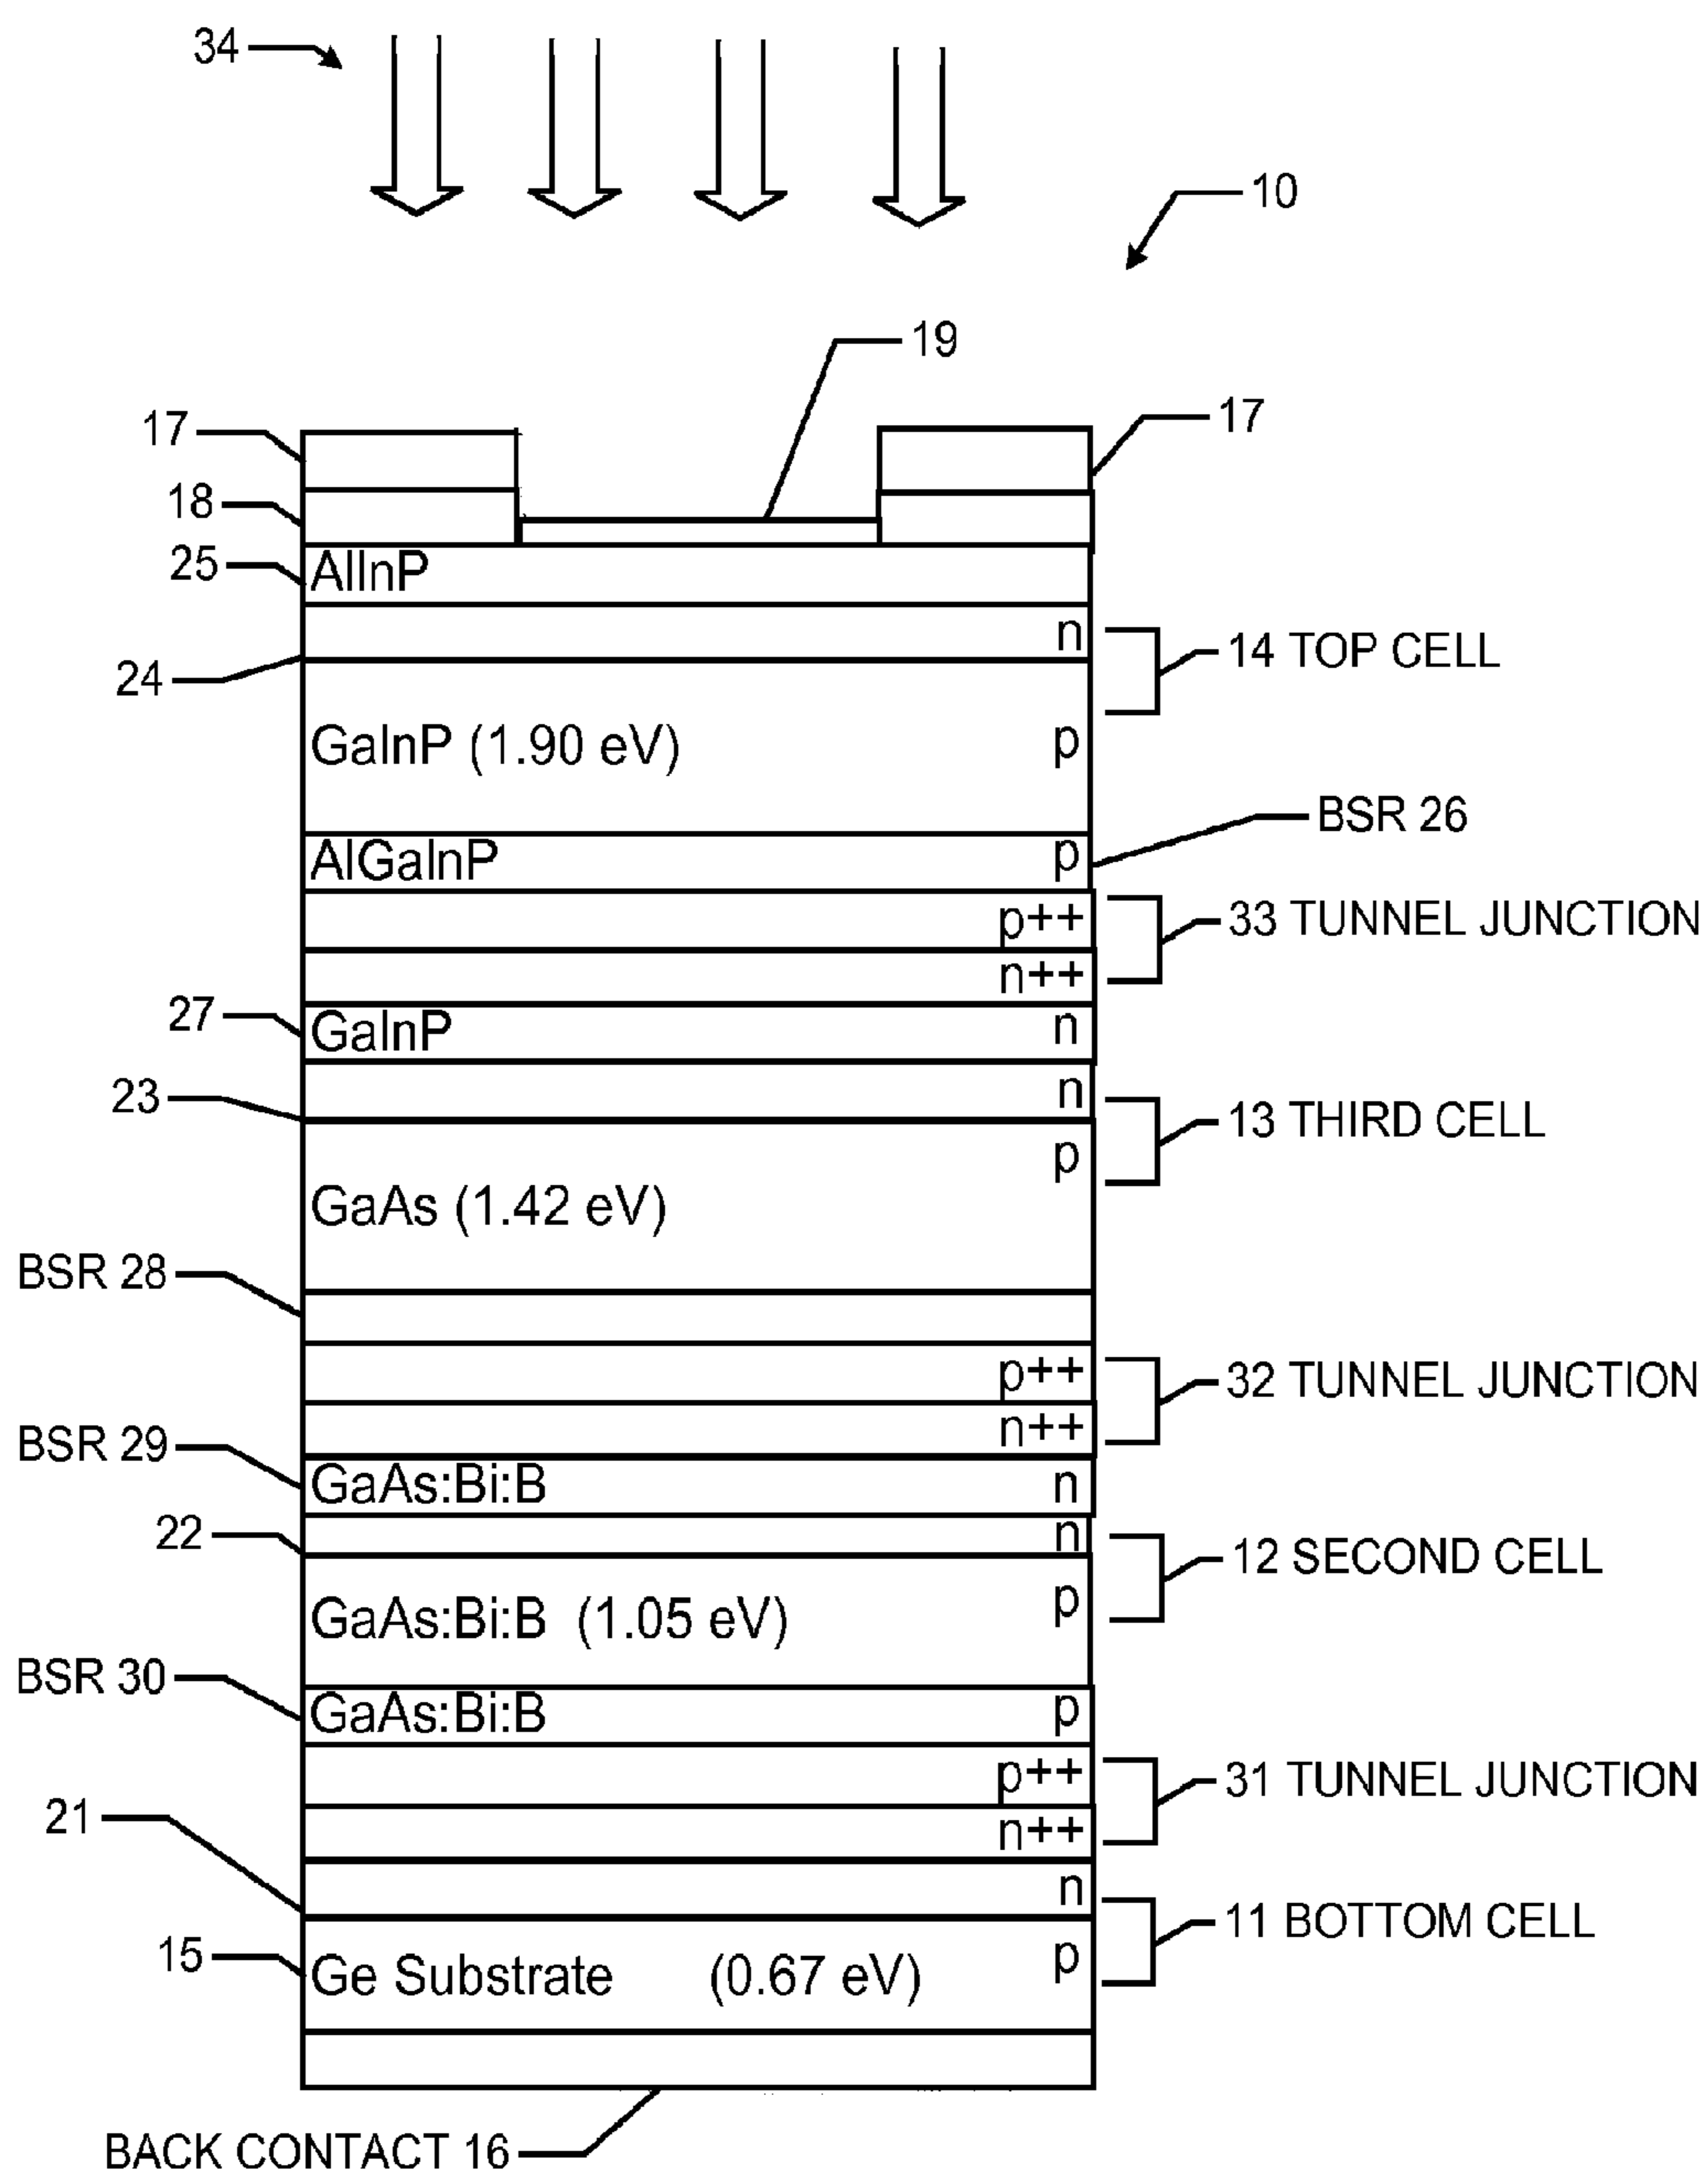 34
10
19
17
17
18
25
AlInP
n
14 TOP CELL
24
GaInP (1.90 eV)
p
BSR 26
AlGaInP
p
p++
33 TUNNEL JUNCTION
n++
27
GaInP
n
n
23
13 THIRD CELL
p
GaAs (1.42 eV)
BSR 28
p++
32 TUNNEL JUNCTION
n++
BSR 29
GaAs:Bi:B
n
22
n
12 SECOND CELL
GaAs:Bi:B (1.05 eV)
p
BSR 30
GaAs:Bi:B
p
p++
31 TUNNEL JUNCTION
21
n++
n
11 BOTTOM CELL
15
Ge Substrate (0.67 eV)
p
BACK CONTACT 16